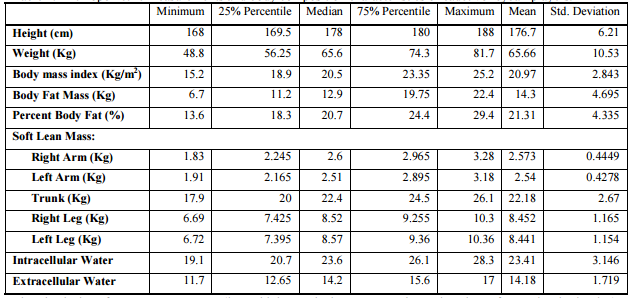 Minimum 25% Percentile Median 75% Percentile Maximum Mean Std. Deviation
Height (cm) 168 169.5 178 180 188 176.7 6.21
Weight (Kg) 48.8 56.25 65.6 74.3 81.7 65.66 10.53
Body mass index (Kg/m²) 15.2 18.9 20.5 23.35 25.2 20.97 2.843
Body Fat Mass (Kg) 6.7 11.2 12.9 19.75 22.4 14.3 4.695
Percent Body Fat (%) 13.6 18.3 20.7 24.4 29.4 21.31 4.335
Soft Lean Mass:
Right Arm (Kg) 1.83 2.245 2.6 2.965 3.28 2.573 0.4449
Left Arm (Kg) 1.91 2.165 2.51 2.895 3.18 2.54 0.4278
Trunk (Kg) 17.9 20 22.4 24.5 26.1 22.18 2.67
Right Leg (Kg) 6.69 7.425 8.52 9.255 10.3 8.452 1.165
Left Leg (Kg) 6.72 7.395 8.57 9.36 10.36 8.441 1.154
Intracellular Water 19.1 20.7 23.6 26.1 28.3 23.41 3.146
Extracellular Water 11.7 12.65 14.2 15.6 17 14.18 1.719